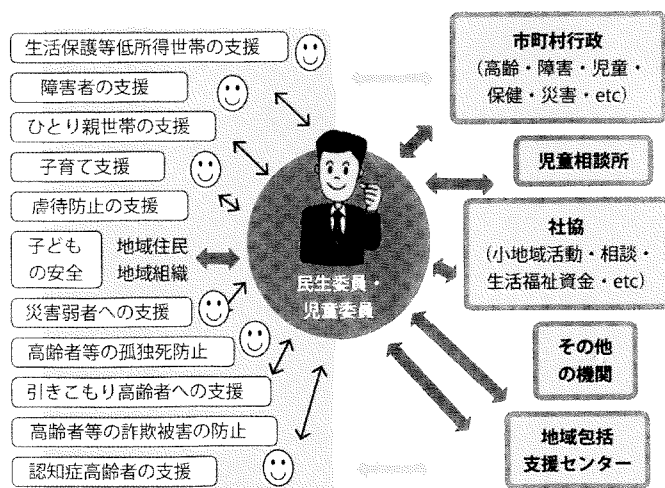 生活保護等低所得世帯の支援
障害者の支援
ひとり親世帯の支援
子育て支援
虐待防止の支援
子ども
の安全
地域住民
地域組織
災害弱者への支援
高齢者等の孤独死防止
引きこもり高齢者への支援
高齢者等の詐欺被害の防止
認知症高齢者の支援
民生委員・
児童委員
市町村行政
(高齢・障害・児童・
保健・災害・etc)
児童相談所
社協
(小地域活動・相談・
生活福祉資金・etc)
その他
の機関
地域包括
支援センター